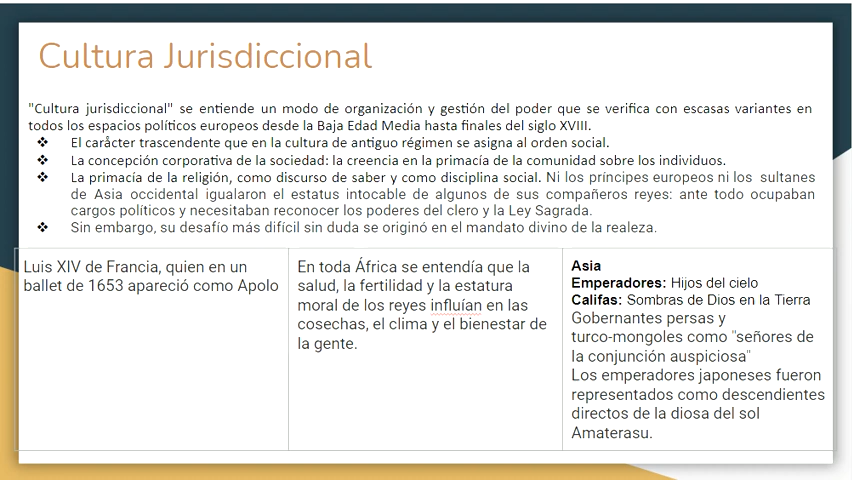 Cultura Jurisdiccional
"Cultura jurisdiccional" se entiende un modo de organización y gestión del poder que se verifica con escasas variantes en
todos los espacios políticos europeos desde la Baja Edad Media hasta finales del siglo XVIII.
❖ El carácter trascendente que en la cultura de antiguo régimen se asigna al orden social.
❖ La concepción corporativa de la sociedad: la creencia en la primacía de la comunidad sobre los individuos.
❖ La primacía de la religión, como discurso de saber y como disciplina social. Ni los príncipes europeos ni los sultanes
de Asia occidental igualaron el estatus intocable de algunos de sus compañeros reyes: ante todo ocupaban
cargos políticos y necesitaban reconocer los poderes del clero y la Ley Sagrada.
❖ Sin embargo, su desafío más difícil sin duda se originó en el mandato divino de la realeza.
Luis XIV de Francia, quien en un
ballet de 1653 apareció como Apolo
En toda África se entendía que la
salud, la fertilidad y la estatura
moral de los reyes influían en las
cosechas, el clima y el bienestar de
la gente.
Asia
Emperadores: Hijos del cielo
Califas: Sombras de Dios en la Tierra
Gobernantes persas y
turco-mongoles como "señores de
la conjunción auspiciosa"
Los emperadores japoneses fueron
representados como descendientes
directos de la diosa del sol
Amaterasu.